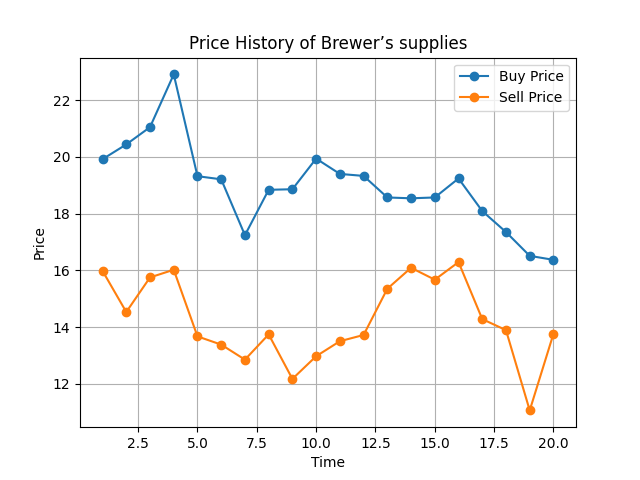 Price History of Brewer’s supplies
Buy Price
Sell Price
22
20
18
16
14
12
Price
2.5 5.0 7.5 10.0 12.5 15.0 17.5 20.0
Time